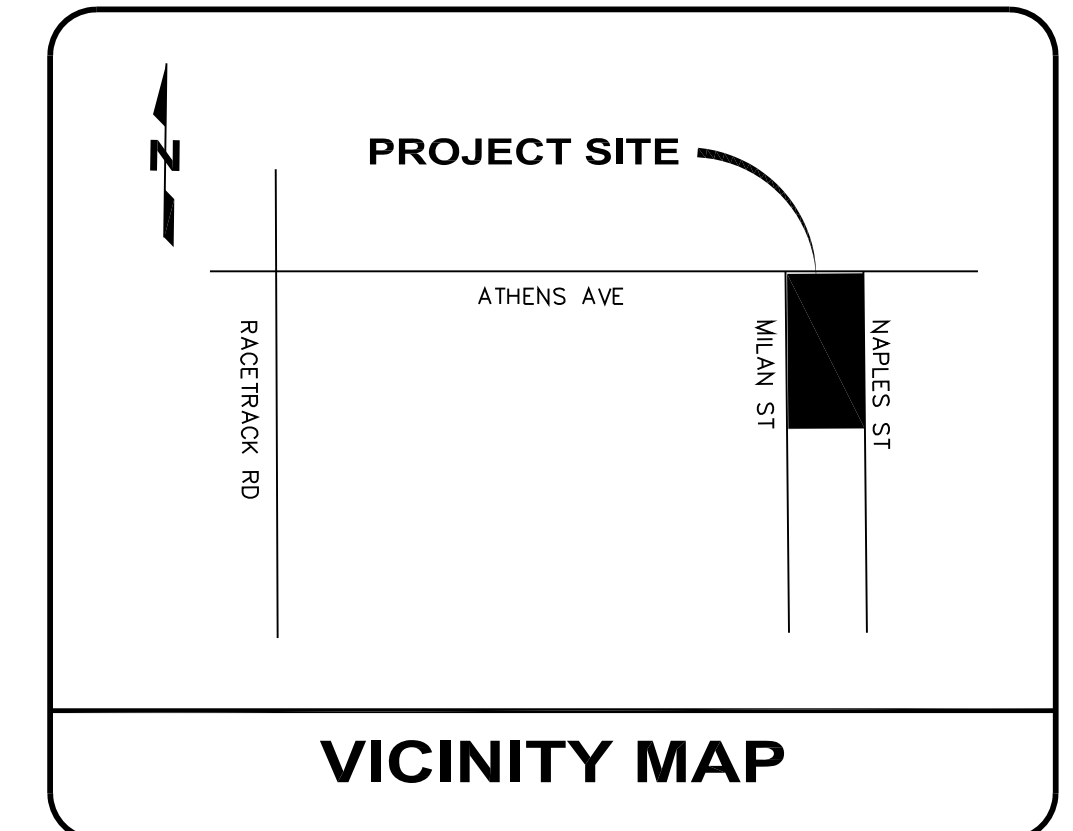 N
PROJECT SITE
ATHENS AVE
RACETRACK RD
MILAN ST
NAPLES ST
VICINITY MAP